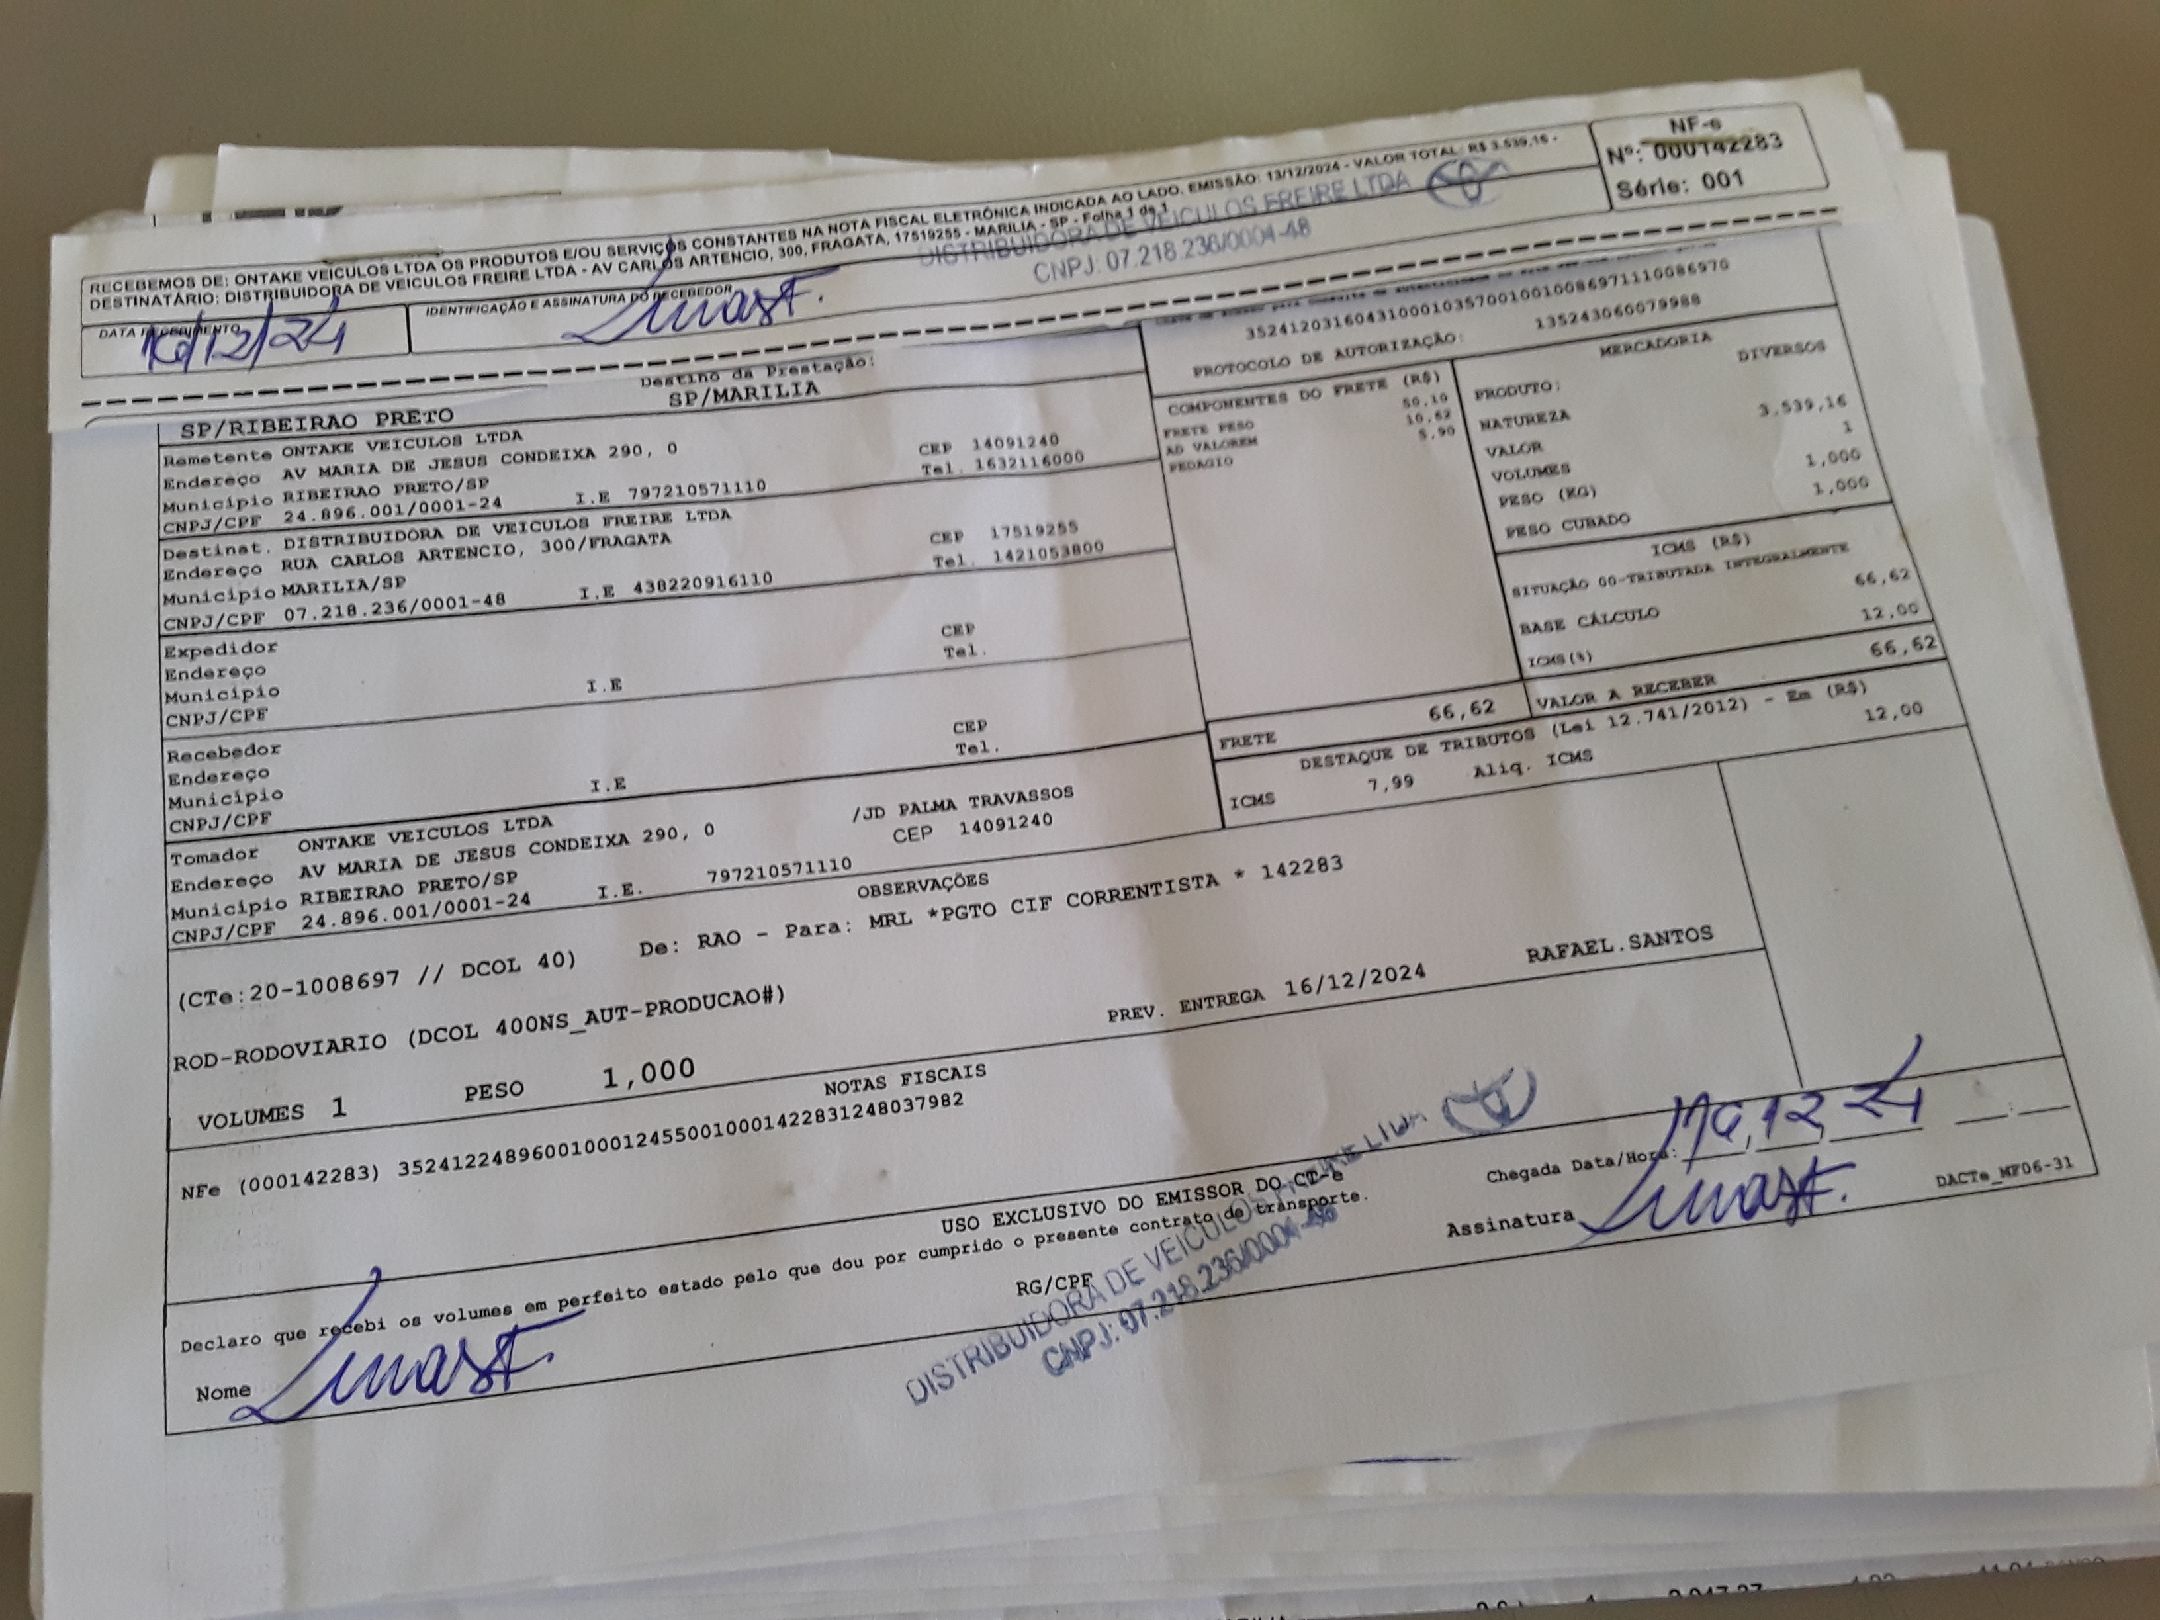 RECEBEMOS DE: ONTAKE VEICULOS LTDA OS PRODUTOS E/OU SERVIÇOS CONSTANTES NA NOTA FISCAL ELETRÔNICA INDICADA AO LADO. EMISSÃO: 13/12/2024 - VALOR TOTAL: R$ 3.539,16 -
DESTINATÁRIO: DISTRIBUIDORA DE VEICULOS FREIRE LTDA - AV CARLOS ARTENCIO, 300, FRAGATA, 17519255 - MARILIA - SP - Folha 1 de 1
NF-e
Nº: 000142283
Série: 001
DISTRIBUIDORA DE VEICULOS FREIRE LTDA
CNPJ: 07.218.236/0001-48
IDENTIFICAÇÃO E ASSINATURA DO RECEBEDOR
16/12/24
35241203160431000103570010010086971110086970
PROTOCOLO DE AUTORIZAÇÃO: 135243060079988
Destino da Prestação:
SP/RIBEIRAO PRETO SP/MARILIA
Remetente ONTAKE VEICULOS LTDA
Endereço AV MARIA DE JESUS CONDEIXA 290, 0 CEP 14091240
Município RIBEIRAO PRETO/SP Tel. 1632116000
CNPJ/CPF 24.896.001/0001-24 I.E 797210571110
Destinat. DISTRIBUIDORA DE VEICULOS FREIRE LTDA
Endereço RUA CARLOS ARTENCIO, 300/FRAGATA CEP 17519255
Município MARILIA/SP Tel. 1421053800
CNPJ/CPF 07.218.236/0001-48 I.E 438220916110
Expedidor
Endereço CEP
Município Tel.
CNPJ/CPF I.E
Recebedor
Endereço CEP
Município Tel.
CNPJ/CPF I.E
Tomador ONTAKE VEICULOS LTDA
Endereço AV MARIA DE JESUS CONDEIXA 290, 0 /JD PALMA TRAVASSOS
Município RIBEIRAO PRETO/SP CEP 14091240
CNPJ/CPF 24.896.001/0001-24 I.E. 797210571110
COMPONENTES DO FRETE (R$)
FRETE PESO 50,10
AD VALOREM 10,62
PEDAGIO 5,90
FRETE 66,62
MERCADORIA
PRODUTO: DIVERSOS
NATUREZA
VALOR 3.539,16
VOLUMES 1
PESO (KG) 1,000
PESO CUBADO 1,000
ICMS (R$)
SITUAÇÃO 00-TRIBUTADA INTEGRALMENTE
BASE CÁLCULO 66,62
ICMS(%) 12,00
VALOR A RECEBER 66,62
DESTAQUE DE TRIBUTOS (Lei 12.741/2012) - Em (R$)
ICMS 7,99 Aliq. ICMS 12,00
OBSERVAÇÕES
(CTe:20-1008697 // DCOL 40) De: RAO - Para: MRL *PGTO CIF CORRENTISTA * 142283
ROD-RODOVIARIO (DCOL 400NS_AUT-PRODUCAO#)
PREV. ENTREGA 16/12/2024 RAFAEL.SANTOS
VOLUMES 1 PESO 1,000
NOTAS FISCAIS
NFe (000142283) 35241224896001000124550010001422831248037982
USO EXCLUSIVO DO EMISSOR DO CT-e
Declaro que recebi os volumes em perfeito estado pelo que dou por cumprido o presente contrato de transporte.
Chegada Data/Hora: 16,12,24
Nome RG/CPF Assinatura
DACTe_MF06-31
DISTRIBUIDORA DE VEICULOS
CNPJ: 07.218.236/0001-48